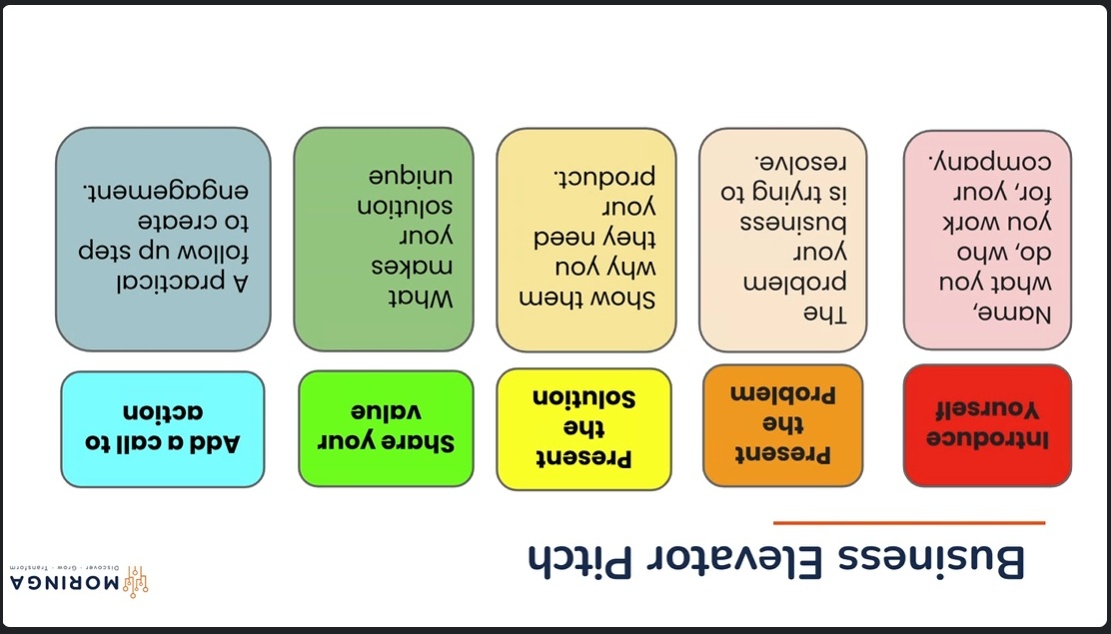 Business Elevator Pitch
MORINGA
Discover - Grow - Transform
Introduce
Yourself
Present
the
Problem
Present
the
Solution
Share your
value
Add a call to
action
Name,
what you
do, who
you work
for, your
company.
The
problem
your
business
is trying to
resolve.
Show them
why you
they need
your
product.
What
makes
your
solution
unique
A practical
follow up step
to create
engagement.